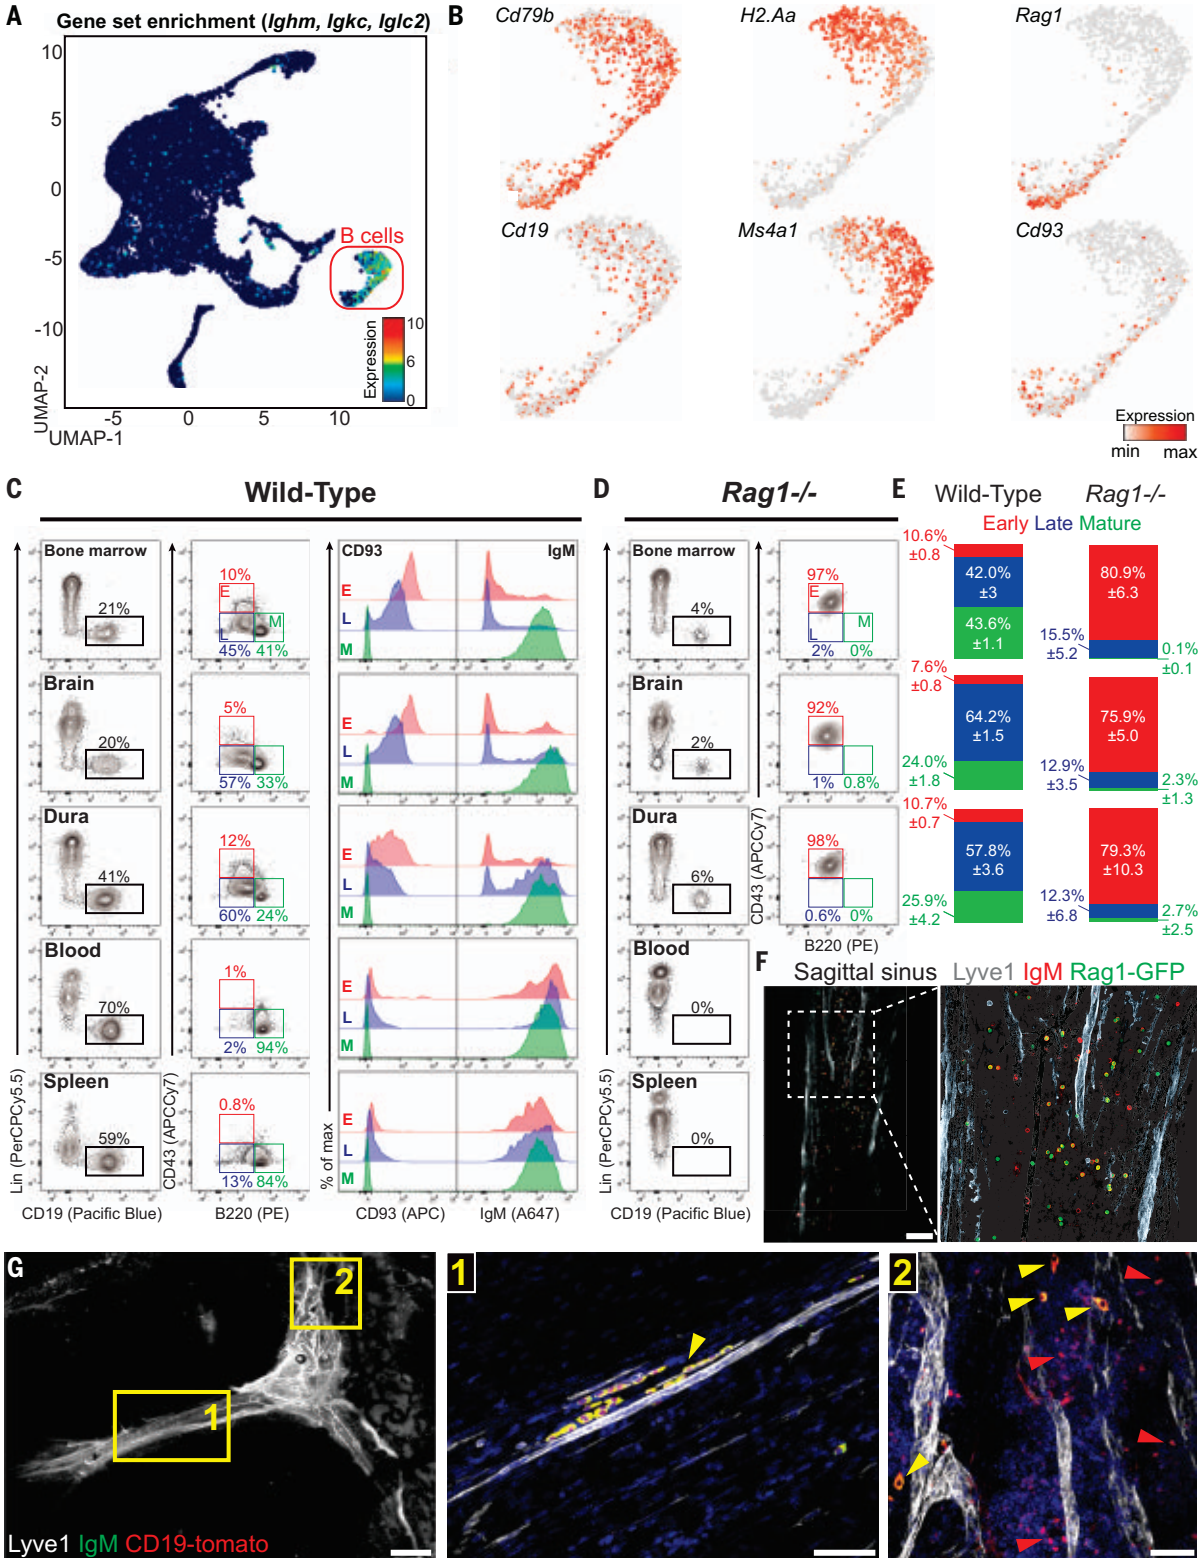 A
Gene set enrichment (Ighm, Igkc, Iglc2)
10
5
0
-5
-10
B cells
Expression
10
6
0
UMAP-2
-5 0 5 10
UMAP-1
B
Cd79b
H2.Aa
Rag1
Cd19
Ms4a1
Cd93
Expression
min max
C
Wild-Type
Bone marrow
21%
10%
E
L
M
45% 41%
CD93
IgM
E
L
M
Brain
20%
5%
57% 33%
E
L
M
Dura
41%
12%
60% 24%
E
L
M
Blood
70%
1%
2% 94%
E
L
M
Spleen
59%
0.8%
13% 84%
E
L
M
Lin (PerCPCy5.5)
CD43 (APCCy7)
% of max
CD19 (Pacific Blue)
B220 (PE)
CD93 (APC)
IgM (A647)
D
Rag1-/-
Bone marrow
4%
97%
E
L
M
2% 0%
Brain
2%
92%
1% 0.8%
Dura
6%
98%
0.6% 0%
CD43 (APCCy7)
B220 (PE)
Blood
0%
Spleen
0%
Lin (PerCPCy5.5)
CD19 (Pacific Blue)
E
Wild-Type Rag1-/-
Early Late Mature
10.6%
±0.8
42.0%
±3
43.6%
±1.1
80.9%
±6.3
15.5%
±5.2
0.1%
±0.1
7.6%
±0.8
64.2%
±1.5
24.0%
±1.8
75.9%
±5.0
12.9%
±3.5
2.3%
±1.3
10.7%
±0.7
57.8%
±3.6
25.9%
±4.2
79.3%
±10.3
12.3%
±6.8
2.7%
±2.5
F
Sagittal sinus
Lyve1 IgM Rag1-GFP
G
1
2
Lyve1 IgM CD19-tomato
1
2